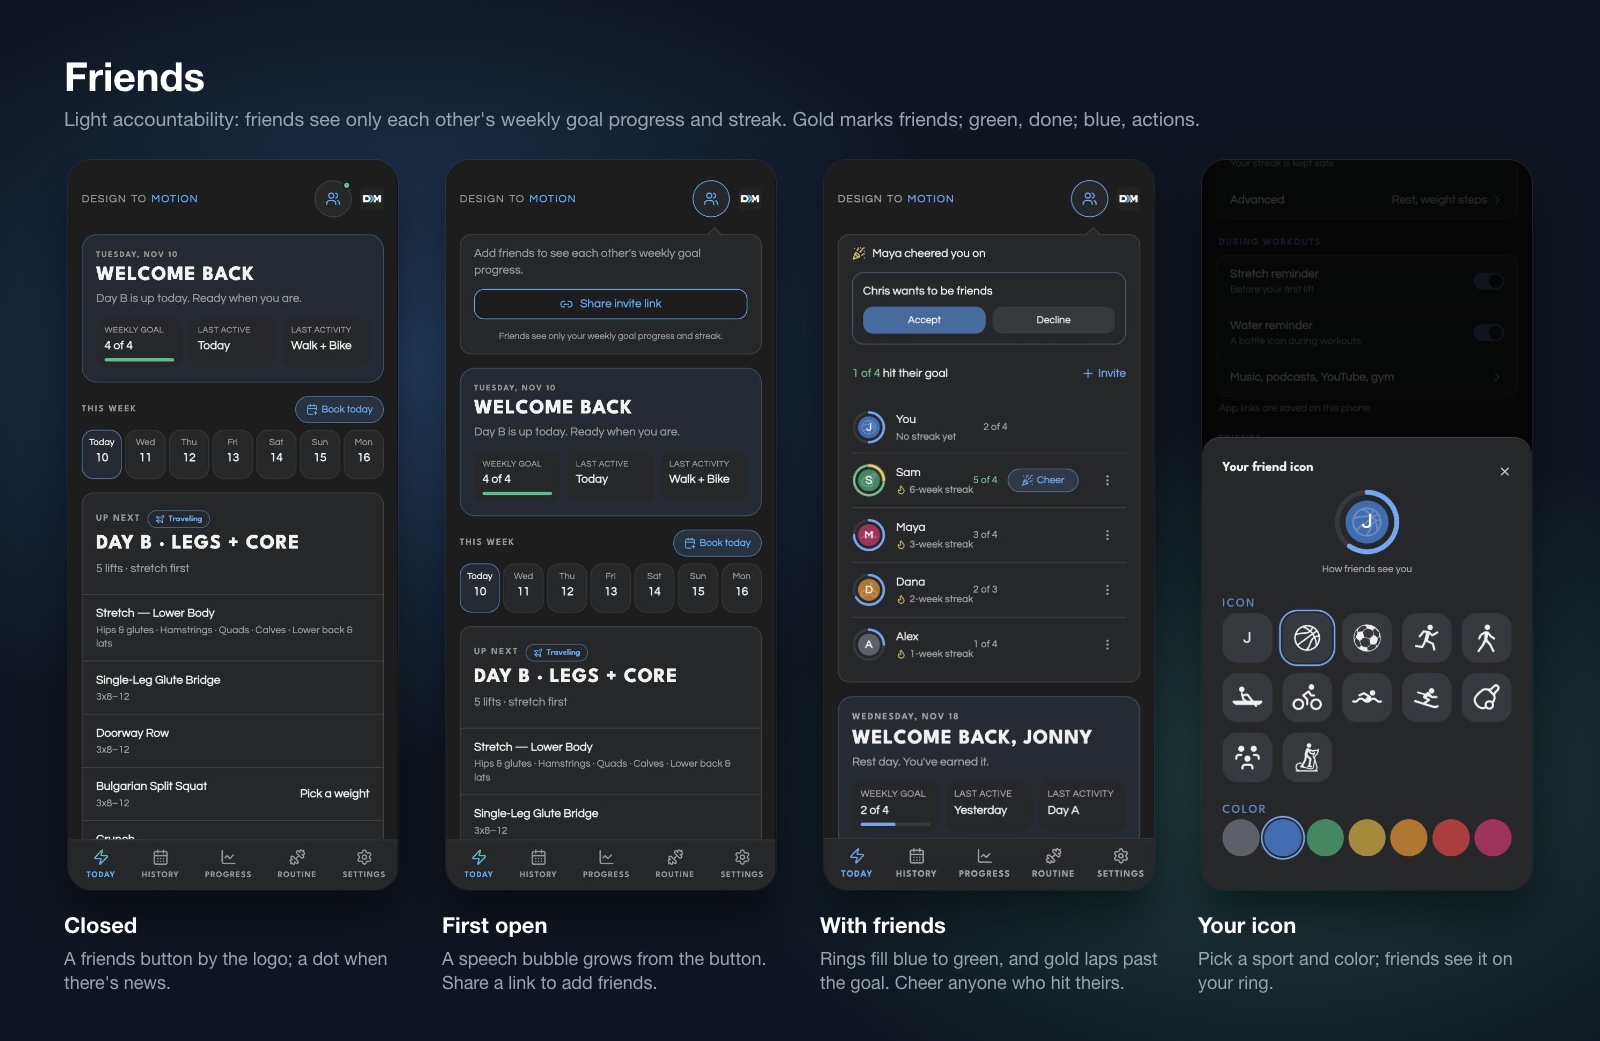 Friends
Light accountability: friends see only each other's weekly goal progress and streak. Gold marks friends; green, done; blue, actions.
DESIGN TO MOTION
DXM
TUESDAY, NOV 10
WELCOME BACK
Day B is up today. Ready when you are.
WEEKLY GOAL
4 of 4
LAST ACTIVE
Today
LAST ACTIVITY
Walk + Bike
THIS WEEK
Book today
Today
10
Wed
11
Thu
12
Fri
13
Sat
14
Sun
15
Mon
16
UP NEXT
Traveling
DAY B · LEGS + CORE
5 lifts · stretch first
Stretch — Lower Body
Hips & glutes · Hamstrings · Quads · Calves · Lower back &
lats
Single-Leg Glute Bridge
3x8–12
Doorway Row
3x8–12
Bulgarian Split Squat
3x8–12
Pick a weight
Crunch
TODAY
HISTORY
PROGRESS
ROUTINE
SETTINGS
Closed
A friends button by the logo; a dot when
there's news.
DESIGN TO MOTION
DXM
Add friends to see each other's weekly goal
progress.
Share invite link
Friends see only your weekly goal progress and streak.
TUESDAY, NOV 10
WELCOME BACK
Day B is up today. Ready when you are.
WEEKLY GOAL
4 of 4
LAST ACTIVE
Today
LAST ACTIVITY
Walk + Bike
THIS WEEK
Book today
Today
10
Wed
11
Thu
12
Fri
13
Sat
14
Sun
15
Mon
16
UP NEXT
Traveling
DAY B · LEGS + CORE
5 lifts · stretch first
Stretch — Lower Body
Hips & glutes · Hamstrings · Quads · Calves · Lower back &
lats
Single-Leg Glute Bridge
3x8–12
TODAY
HISTORY
PROGRESS
ROUTINE
SETTINGS
First open
A speech bubble grows from the button.
Share a link to add friends.
DESIGN TO MOTION
DXM
Maya cheered you on
Chris wants to be friends
Accept
Decline
1 of 4 hit their goal
Invite
J
You
No streak yet
2 of 4
S
Sam
6-week streak
5 of 4
Cheer
M
Maya
3-week streak
3 of 4
D
Dana
2-week streak
2 of 3
A
Alex
1-week streak
1 of 4
WEDNESDAY, NOV 18
WELCOME BACK, JONNY
Rest day. You've earned it.
WEEKLY GOAL
2 of 4
LAST ACTIVE
Yesterday
LAST ACTIVITY
Day A
TODAY
HISTORY
PROGRESS
ROUTINE
SETTINGS
With friends
Rings fill blue to green, and gold laps past
the goal. Cheer anyone who hit theirs.
Your streak is kept safe
Advanced
Rest, weight steps
DURING WORKOUTS
Stretch reminder
Before your first lift
Water reminder
A bottle icon during workouts
Music, podcasts, YouTube, gym
App links are saved on this phone
FRIENDS
Your friend icon
J
How friends see you
ICON
J
COLOR
Your icon
Pick a sport and color; friends see it on
your ring.